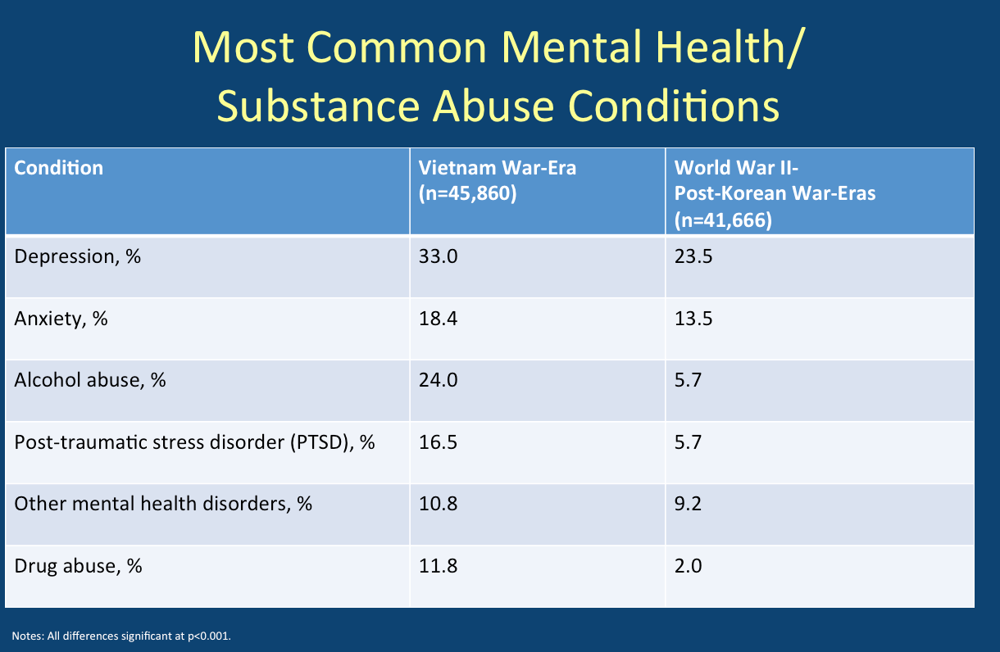 Most Common Mental Health/
Substance Abuse Conditions
Condition
Vietnam War-Era
(n=45,860)
World War II-
Post-Korean War-Eras
(n=41,666)
Depression, %
33.0
23.5
Anxiety, %
18.4
13.5
Alcohol abuse, %
24.0
5.7
Post-traumatic stress disorder (PTSD), %
16.5
5.7
Other mental health disorders, %
10.8
9.2
Drug abuse, %
11.8
2.0
Notes: All differences significant at p<0.001.